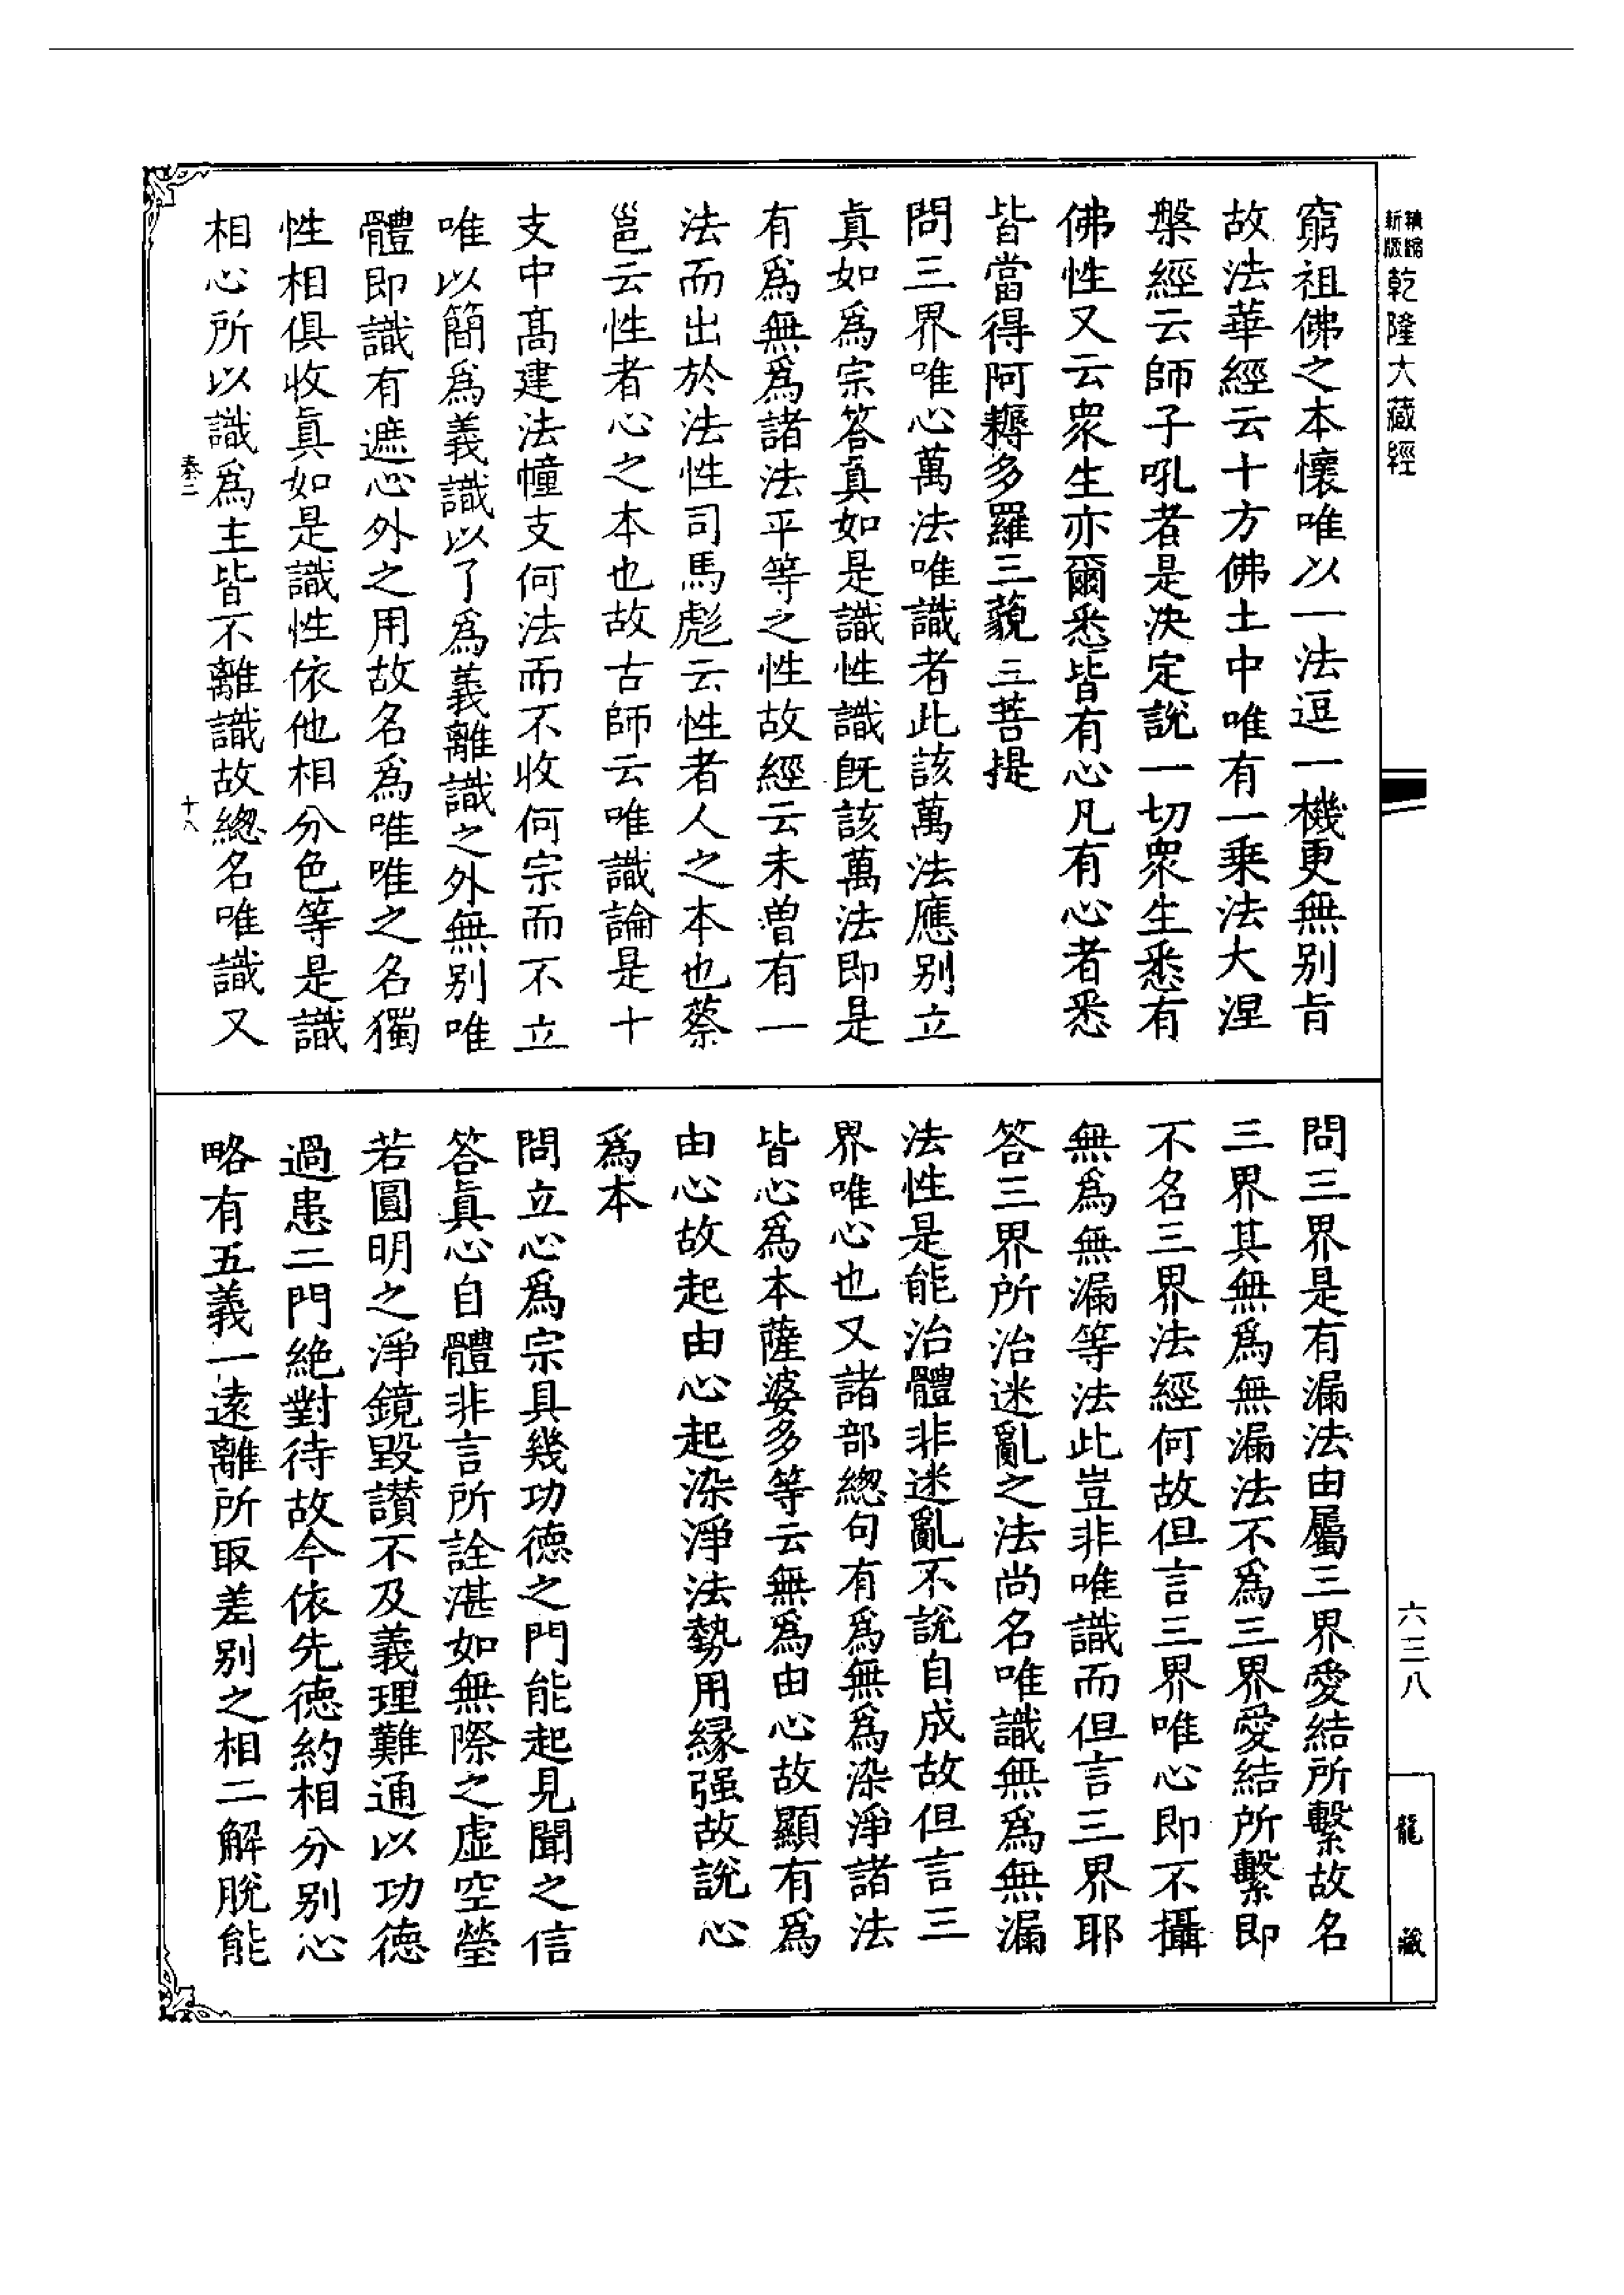 新版
精縮
乾隆大藏經
窮祖佛之本懷唯以一法逗一機更無别旨
故法華經云十方佛土中唯有一乗法大涅
槃經云師子吼者是决定說一切衆生悉有
佛性又云衆生亦爾悉皆有心凡有心者悉
皆當得阿耨多羅三藐三菩提
問三界唯心萬法唯識者此該萬法應别立
真如爲宗答真如是識性識旣該萬法即是
有爲無爲諸法平等之性故經云未曽有一
法而出於法性司馬彪云性者人之本也蔡
邕云性者心之本也故古師云唯識論是十
支中髙建法幢支何法而不收何宗而不立
唯以簡爲義識以了爲義離識之外無别唯
體即識有遮心外之用故名爲唯唯之名獨
性相俱收眞如是識性依他相分色等是識
相心所以識爲主皆不離識故總名唯識又
秦二
十八
問三界是有漏法由屬三界愛結所繫故名
三界其無爲無漏法不爲三界愛結所繫即
不名三界法經何故但言三界唯心即不攝
無爲無漏等法此豈非唯識而但言三界耶
答三界所治迷亂之法尚名唯識無爲無漏
法性是能治體非迷亂不說自成故但言三
界唯心也又諸部總句有爲無爲染淨諸法
皆心爲本薩婆多等云無爲由心故顯有爲
由心故起由心起染淨法勢用縁强故說心
爲本
問立心爲宗具幾功德之門能起見聞之信
答眞心自體非言所詮湛如無際之虚空瑩
若圓明之淨鏡毀讃不及義理難通以功德
過患二門絶對待故今依先德約相分别心
略有五義一遠離所取差别之相二解脫能
六三八
龍藏